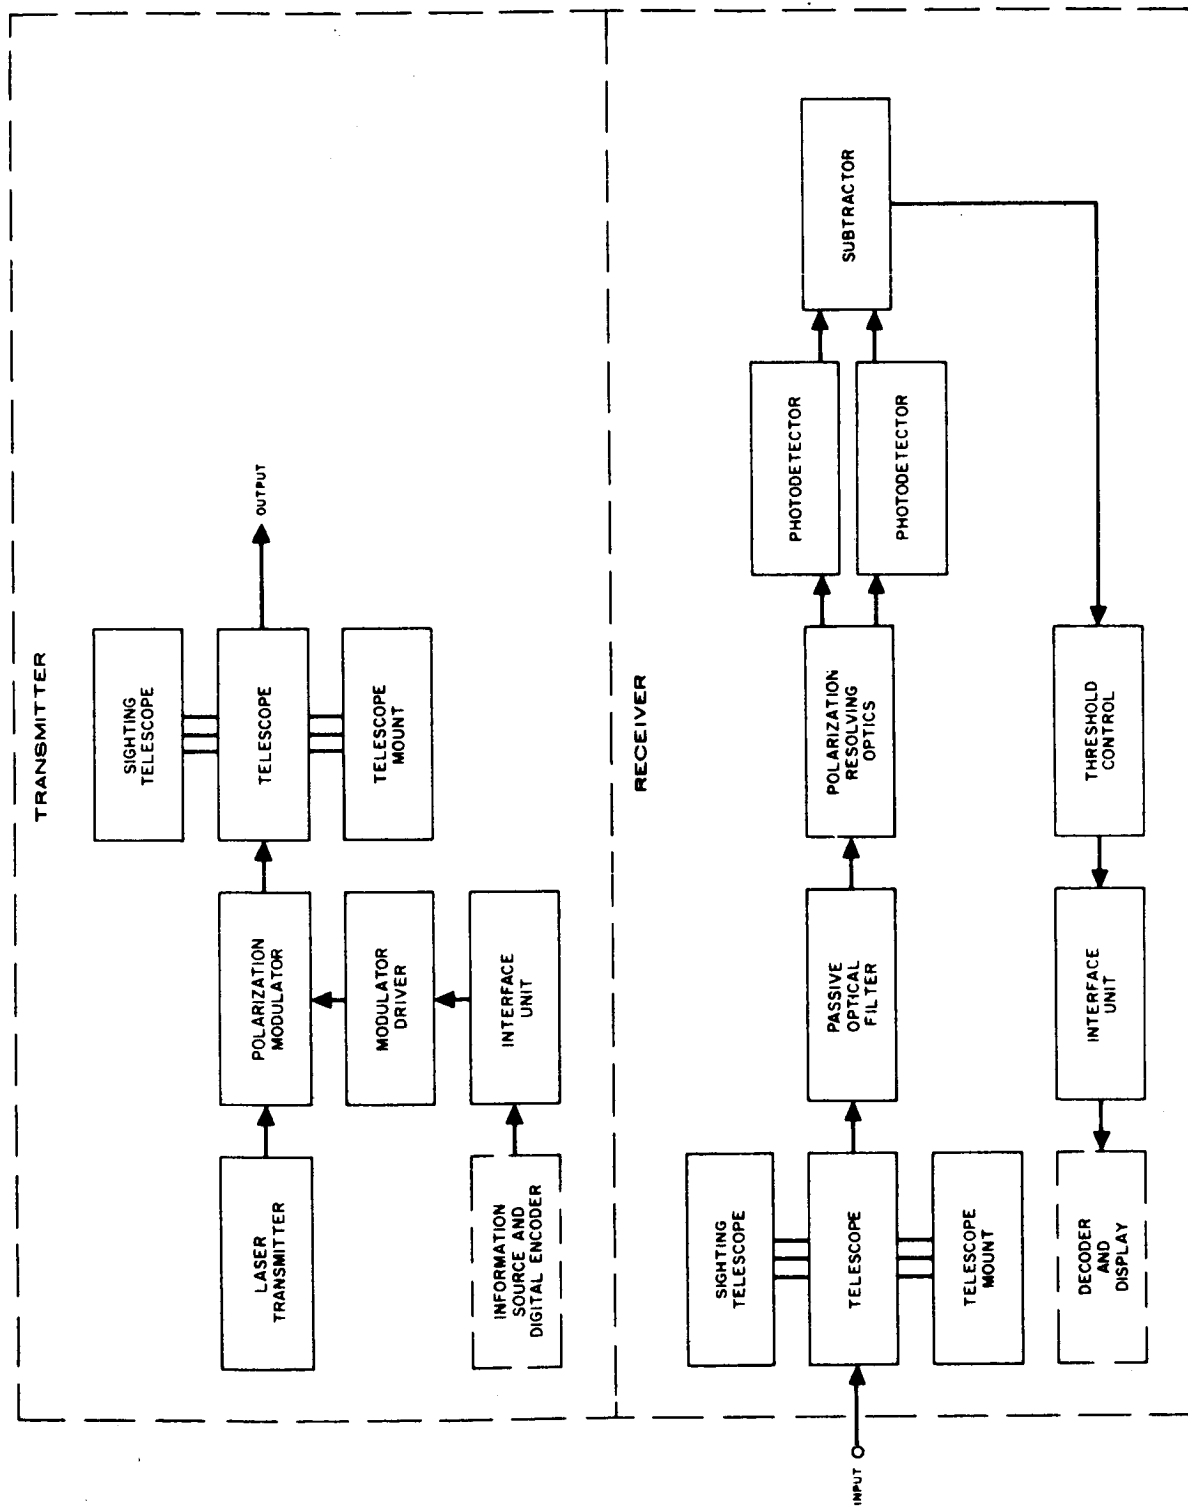 TRANSMITTER
SIGHTING
TELESCOPE
LASER
TRANSMITTER
POLARIZATION
MODULATOR
TELESCOPE
OUTPUT
MODULATOR
DRIVER
TELESCOPE
MOUNT
INFORMATION
SOURCE AND
DIGITAL ENCODER
INTERFACE
UNIT
RECEIVER
SIGHTING
TELESCOPE
INPUT
TELESCOPE
PASSIVE
OPTICAL
FILTER
POLARIZATION
RESOLVING
OPTICS
PHOTODETECTOR
PHOTODETECTOR
SUBTRACTOR
TELESCOPE
MOUNT
DECODER
AND
DISPLAY
INTERFACE
UNIT
THRESHOLD
CONTROL